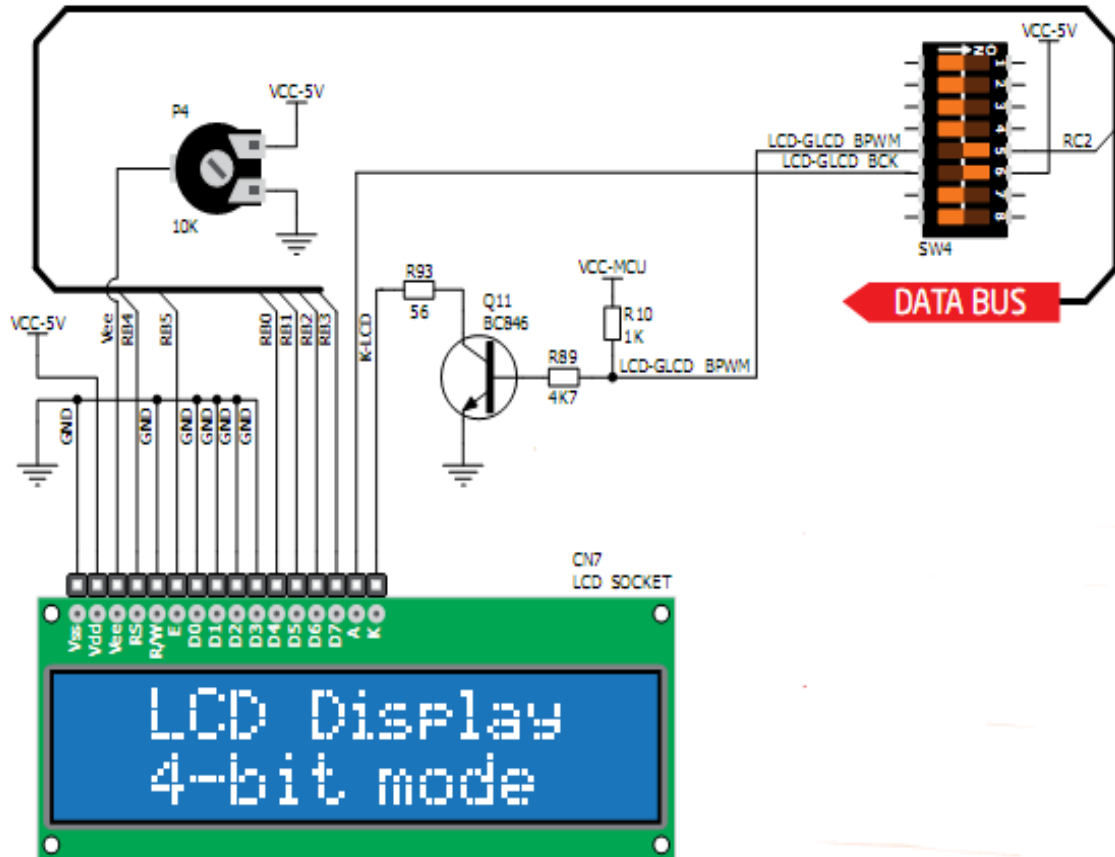 VCC-5V
P4
VCC-5V
10K
ON
1
2
3
4
5
6
7
8
SW4
LCD-GLCD BPWM
LCD-GLCD BCK
RC2
DATA BUS
R93
56
Q11
BC846
VCC-MCU
R10
1K
R89
4K7
LCD-GLCD BPWM
VCC-5V
Vee
RB4
RB5
RB0
RB1
RB2
RB3
K-LCD
GND
GND
GND
GND
GND
GND
CN7
LCD SOCKET
Vss
Vdd
Vee
RS
R/W
E
D0
D1
D2
D3
D4
D5
D6
D7
A
K
LCD Display
4-bit mode